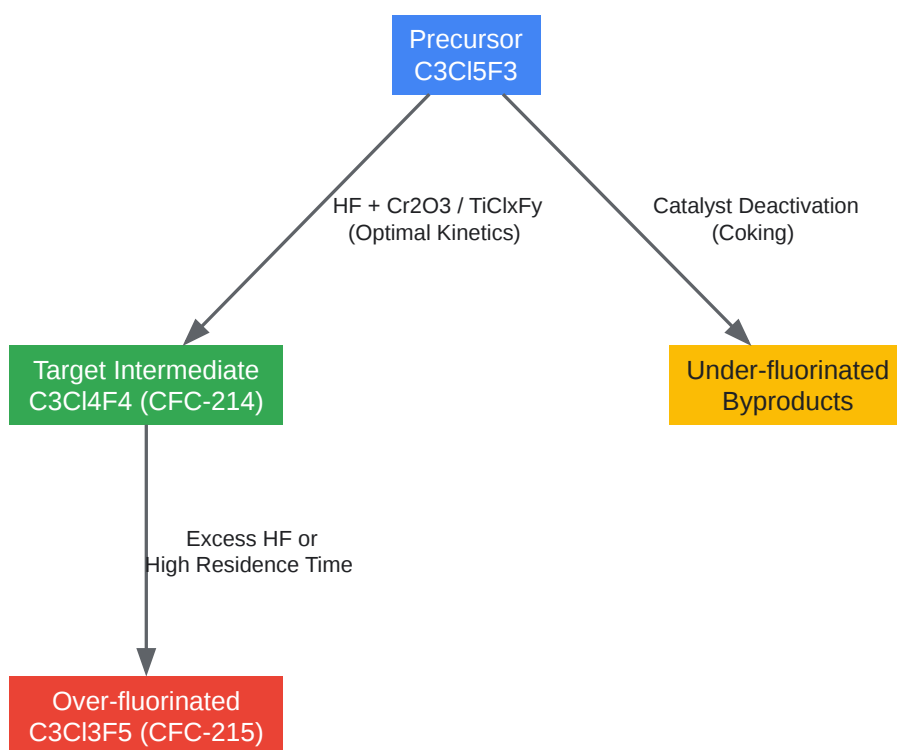 Precursor
C3Cl5F3
HF + Cr2O3 / TiClxFy
(Optimal Kinetics)
Catalyst Deactivation
(Coking)
Target Intermediate
C3Cl4F4 (CFC-214)
Under-fluorinated
Byproducts
Excess HF or
High Residence Time
Over-fluorinated
C3Cl3F5 (CFC-215)